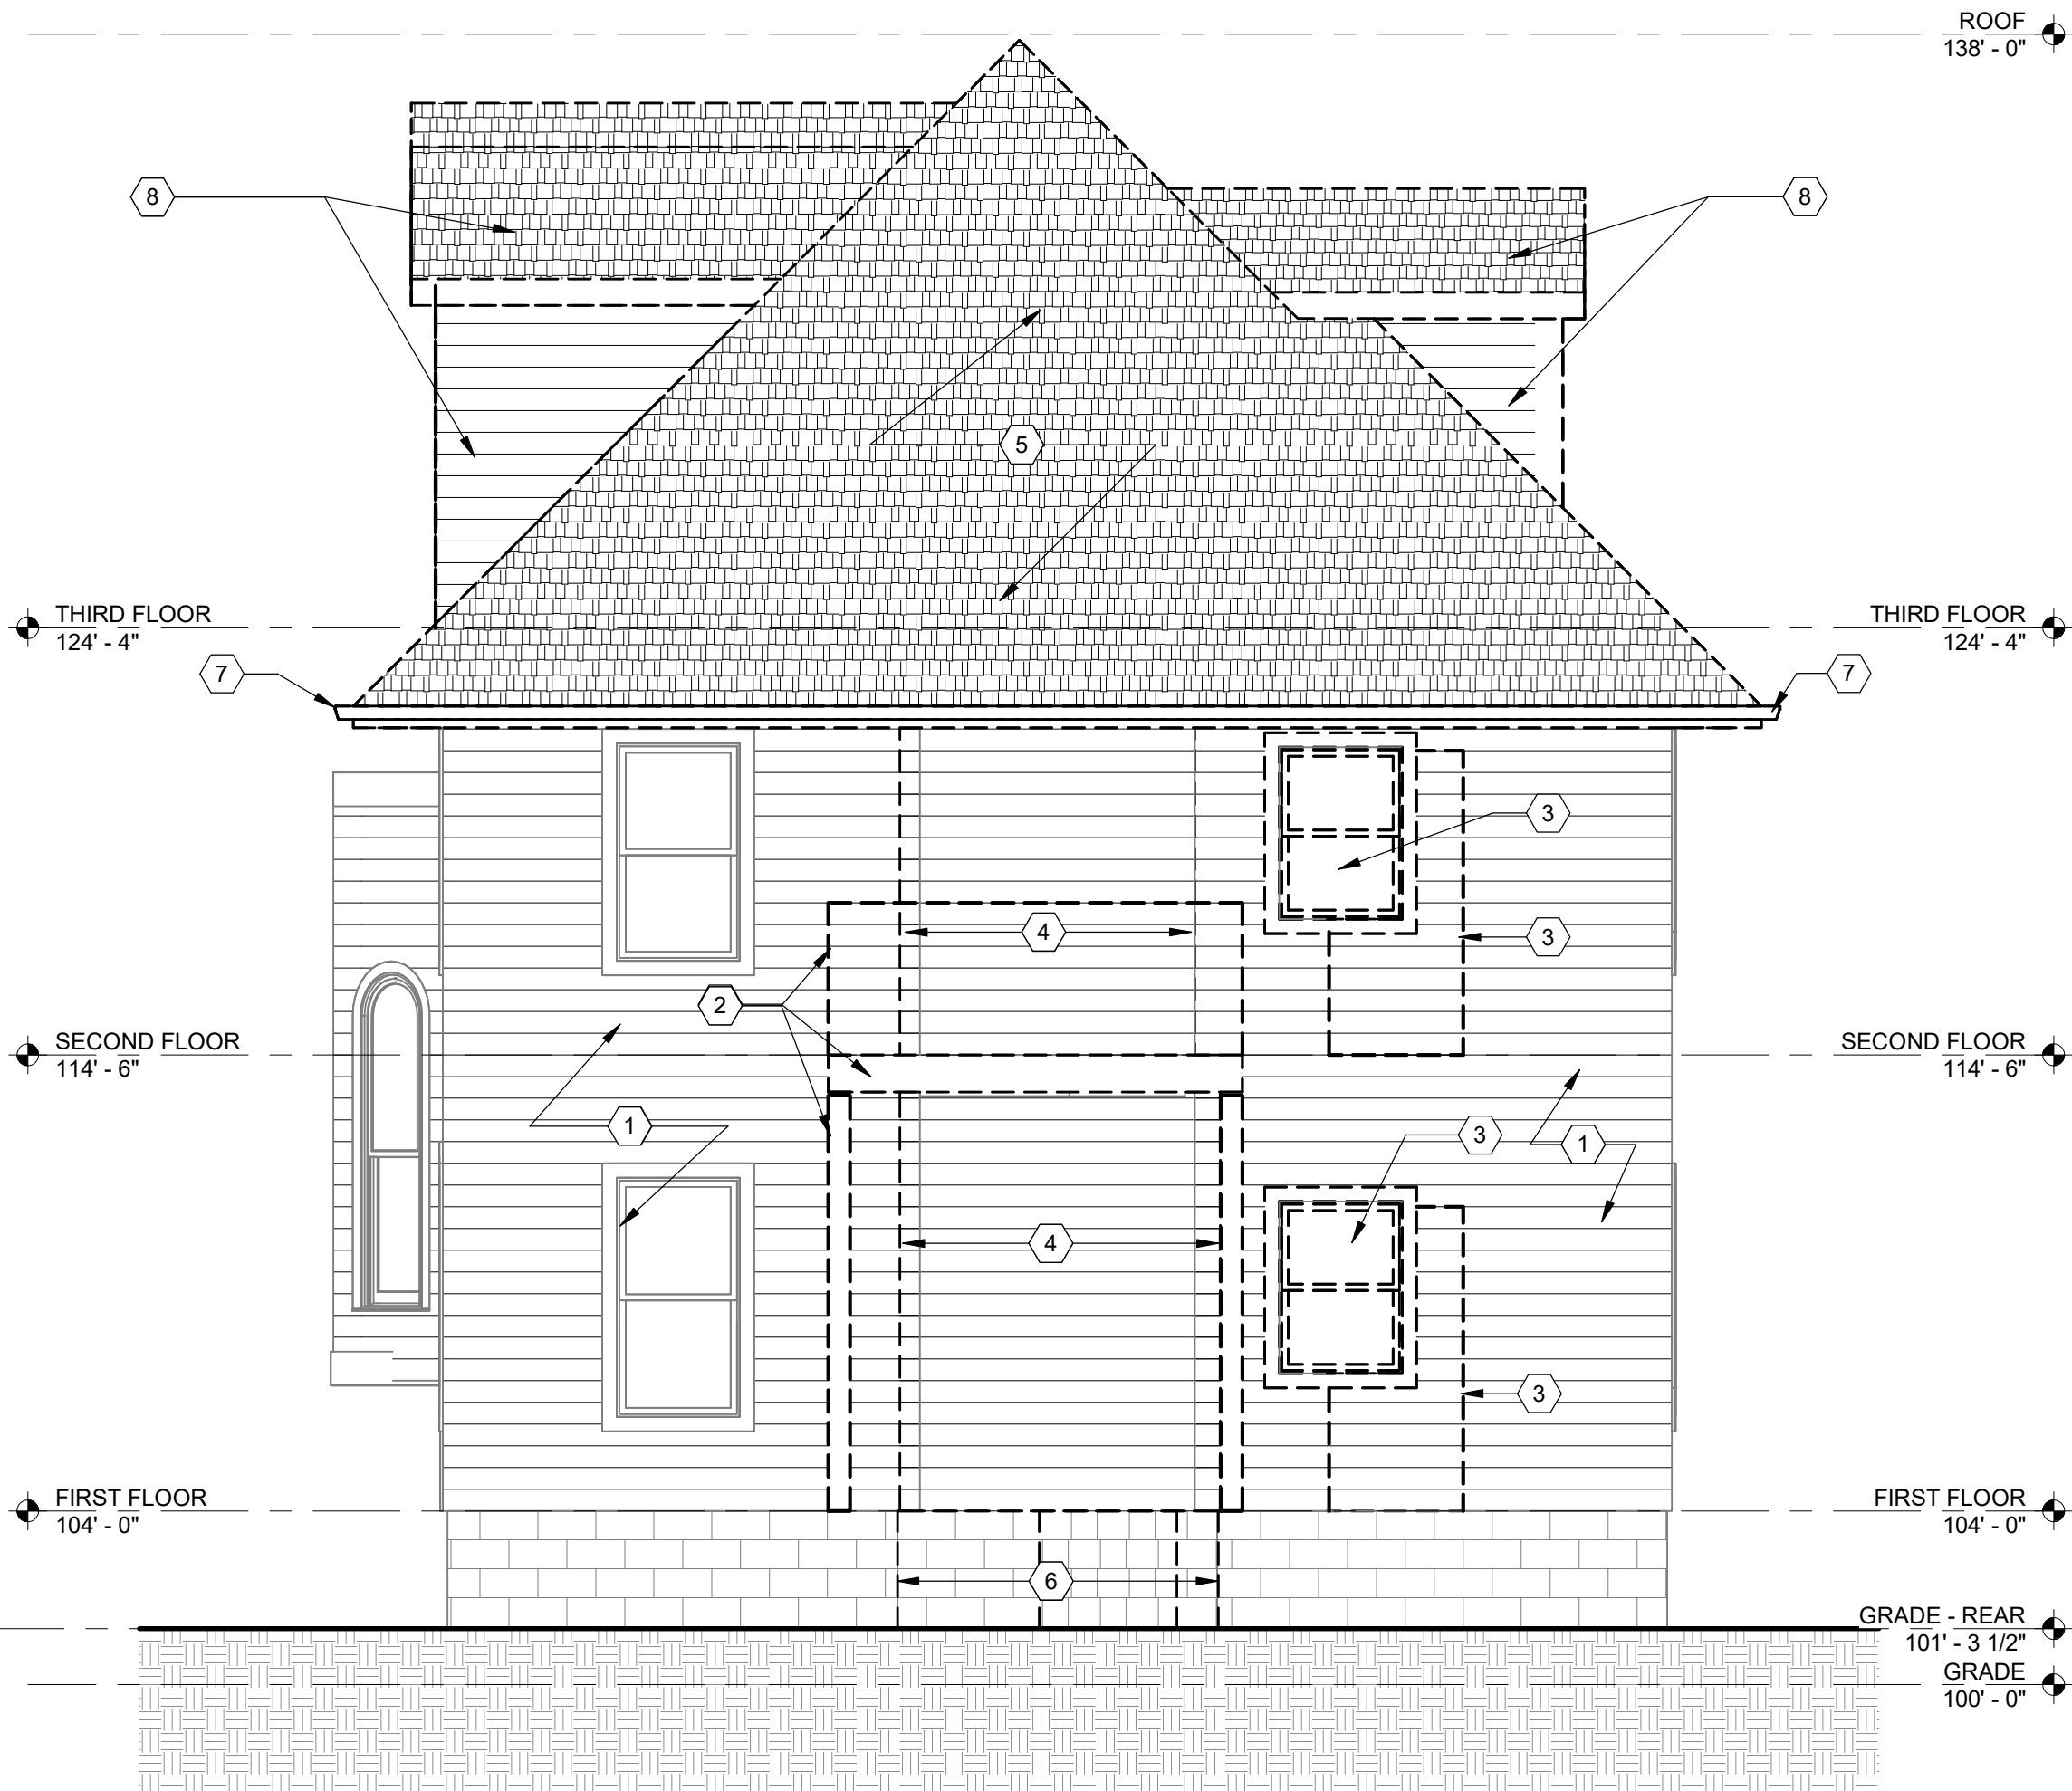 ROOF
138' - 0"
8
8
5
THIRD FLOOR
124' - 4"
THIRD FLOOR
124' - 4"
7
7
3
4
3
2
SECOND FLOOR
114' - 6"
SECOND FLOOR
114' - 6"
1
3
1
4
3
FIRST FLOOR
104' - 0"
FIRST FLOOR
104' - 0"
6
GRADE - REAR
101' - 3 1/2"
GRADE
100' - 0"